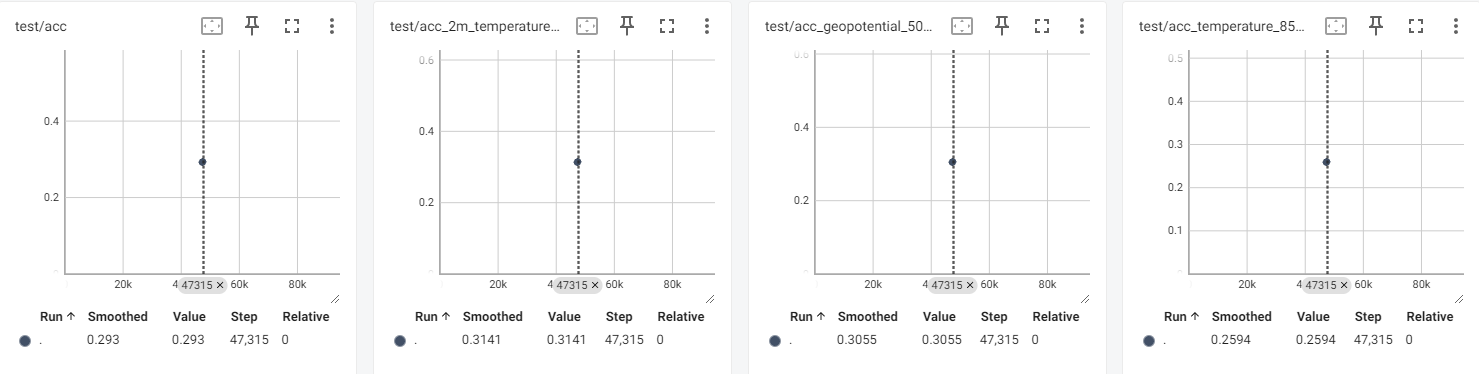 test/acc
0.4
0.2
20k
4
47315 ×
60k
80k
Run ↑ Smoothed Value Step Relative
. 0.293 0.293 47,315 0
test/acc_2m_temperature...
0.6
0.4
0.2
20k
4
47315 ×
60k
80k
Run ↑ Smoothed Value Step Relative
. 0.3141 0.3141 47,315 0
test/acc_geopotential_50...
0.6
0.4
0.2
20k
4
47315 ×
60k
80k
Run ↑ Smoothed Value Step Relative
. 0.3055 0.3055 47,315 0
test/acc_temperature_85...
0.5
0.4
0.3
0.2
0.1
20k
4
47315 ×
60k
80k
Run ↑ Smoothed Value Step Relative
. 0.2594 0.2594 47,315 0